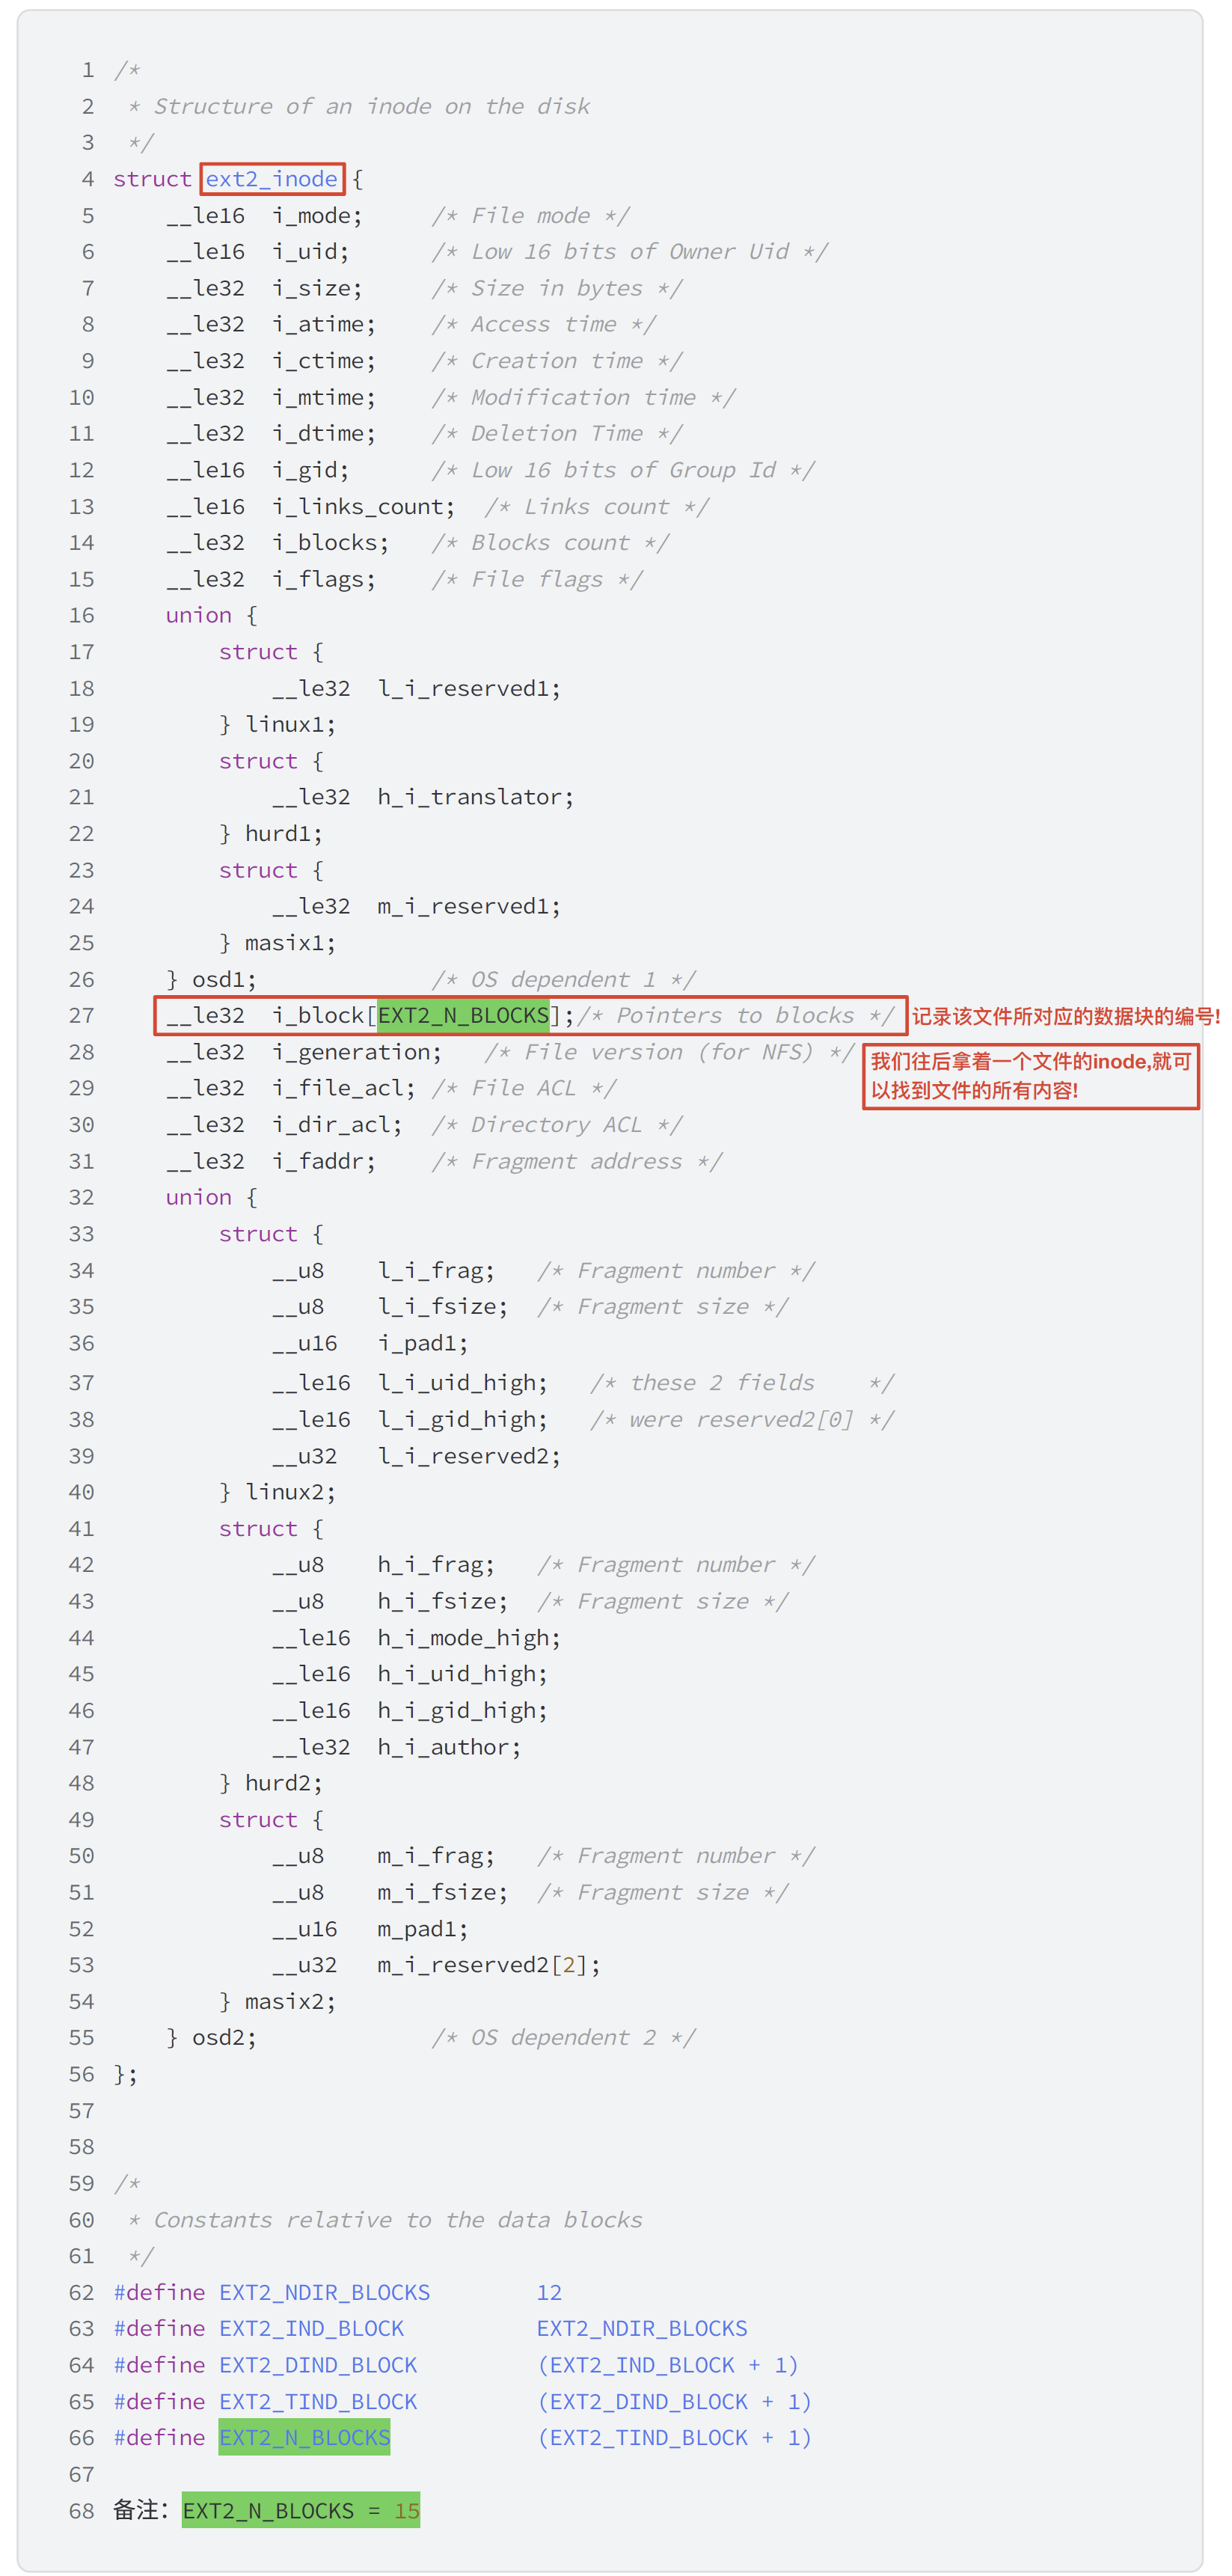 1 /*
2  * Structure of an inode on the disk
3  */
4 struct ext2_inode {
5     __le16  i_mode;     /* File mode */
6     __le16  i_uid;      /* Low 16 bits of Owner Uid */
7     __le32  i_size;     /* Size in bytes */
8     __le32  i_atime;    /* Access time */
9     __le32  i_ctime;    /* Creation time */
10     __le32  i_mtime;    /* Modification time */
11     __le32  i_dtime;    /* Deletion Time */
12     __le16  i_gid;      /* Low 16 bits of Group Id */
13     __le16  i_links_count;  /* Links count */
14     __le32  i_blocks;   /* Blocks count */
15     __le32  i_flags;    /* File flags */
16     union {
17         struct {
18             __le32  l_i_reserved1;
19         } linux1;
20         struct {
21             __le32  h_i_translator;
22         } hurd1;
23         struct {
24             __le32  m_i_reserved1;
25         } masix1;
26     } osd1;             /* OS dependent 1 */
27     __le32  i_block[EXT2_N_BLOCKS];/* Pointers to blocks */ 记录该文件所对应的数据块的编号!
28     __le32  i_generation;   /* File version (for NFS) */
我们往后拿着一个文件的inode,就可
以找到文件的所有内容!
29     __le32  i_file_acl; /* File ACL */
30     __le32  i_dir_acl;  /* Directory ACL */
31     __le32  i_faddr;    /* Fragment address */
32     union {
33         struct {
34             __u8    l_i_frag;   /* Fragment number */
35             __u8    l_i_fsize;  /* Fragment size */
36             __u16   i_pad1;
37             __le16  l_i_uid_high;   /* these 2 fields    */
38             __le16  l_i_gid_high;   /* were reserved2[0] */
39             __u32   l_i_reserved2;
40         } linux2;
41         struct {
42             __u8    h_i_frag;   /* Fragment number */
43             __u8    h_i_fsize;  /* Fragment size */
44             __le16  h_i_mode_high;
45             __le16  h_i_uid_high;
46             __le16  h_i_gid_high;
47             __le32  h_i_author;
48         } hurd2;
49         struct {
50             __u8    m_i_frag;   /* Fragment number */
51             __u8    m_i_fsize;  /* Fragment size */
52             __u16   m_pad1;
53             __u32   m_i_reserved2[2];
54         } masix2;
55     } osd2;             /* OS dependent 2 */
56 };
57
58
59 /*
60  * Constants relative to the data blocks
61  */
62 #define EXT2_NDIR_BLOCKS        12
63 #define EXT2_IND_BLOCK          EXT2_NDIR_BLOCKS
64 #define EXT2_DIND_BLOCK         (EXT2_IND_BLOCK + 1)
65 #define EXT2_TIND_BLOCK         (EXT2_DIND_BLOCK + 1)
66 #define EXT2_N_BLOCKS           (EXT2_TIND_BLOCK + 1)
67
68 备注：EXT2_N_BLOCKS = 15